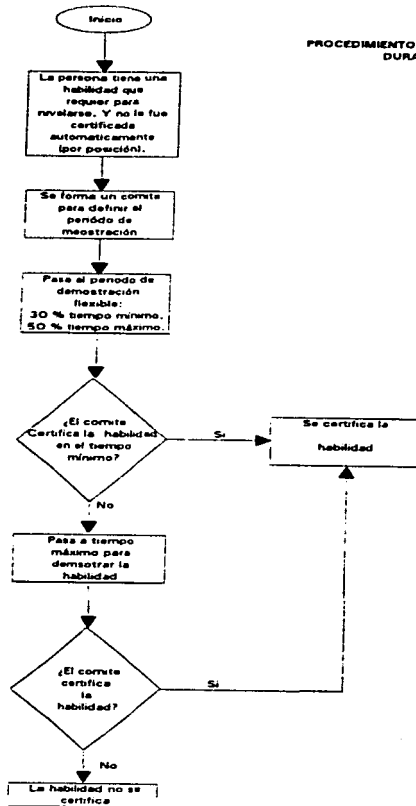 Inicio
PROCEDIMIENTO
DURA
La persona tiene una
habilidad que
requier para
nivelarse. Y no le fue
certificada
automaticamente
(por posición).
Se forma un comite
para definir el
periódo de
meostración
Pasa al periodo de
demostración
flexible:
30 % tiempo mínimo.
50 % tiempo máximo.
¿El comite
Certifica la habilidad
en el tiempo
mínimo?
Si
Se certifica la
habilidad
No
Pasa a tiempo
máximo para
demsotrar la
habilidad
¿El comite
certifica
la
habilidad?
Si
No
La habilidad no se
certifica